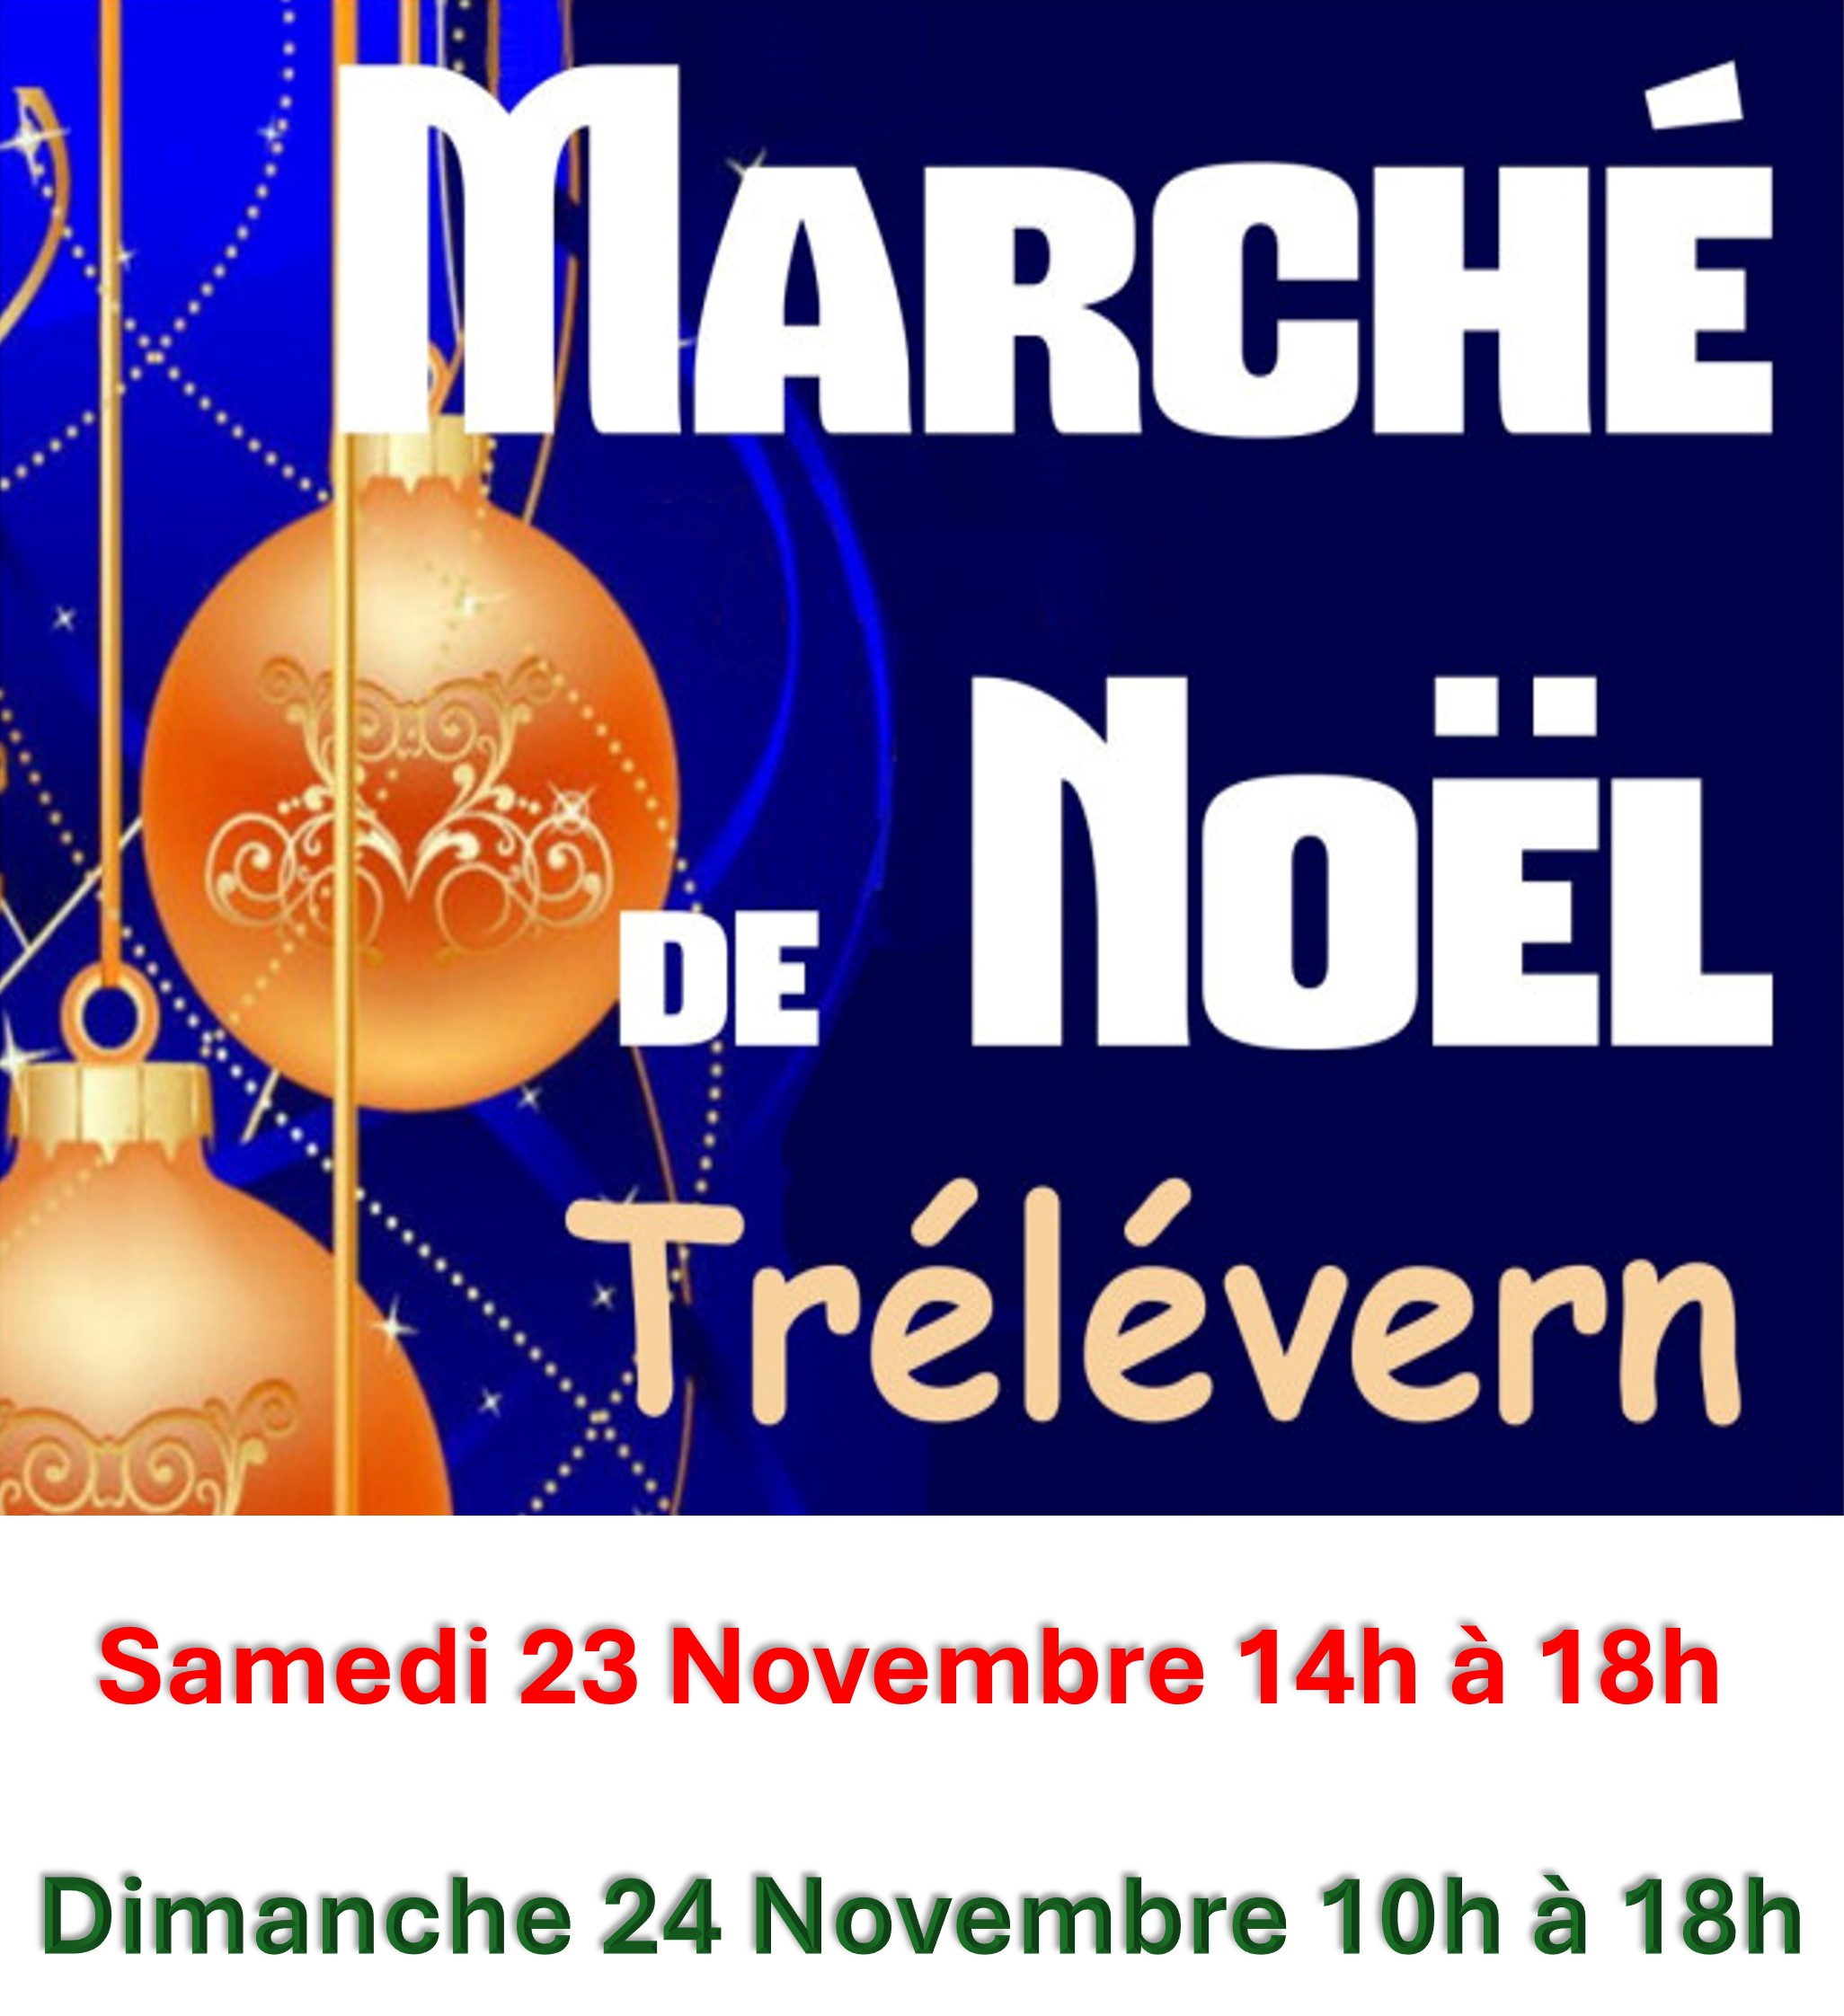 MARCHÉ
DE NOËL
Trélévern
Samedi 23 Novembre 14h à 18h
Dimanche 24 Novembre 10h à 18h